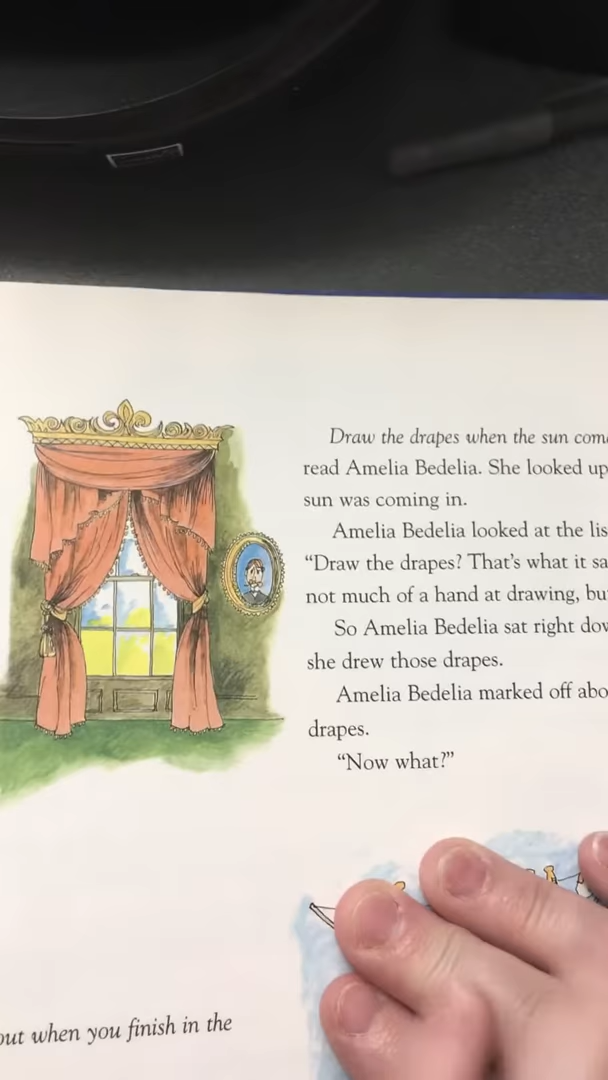 Draw the drapes when the sun
read Amelia Bedelia. She looked up
sun was coming in.
Amelia Bedelia looked at the
“Draw the drapes? That’s what it
not much of a hand at drawing,
So Amelia Bedelia sat right
she drew those drapes.
Amelia Bedelia marked off
drapes.
“Now what?”
out when you finish in the